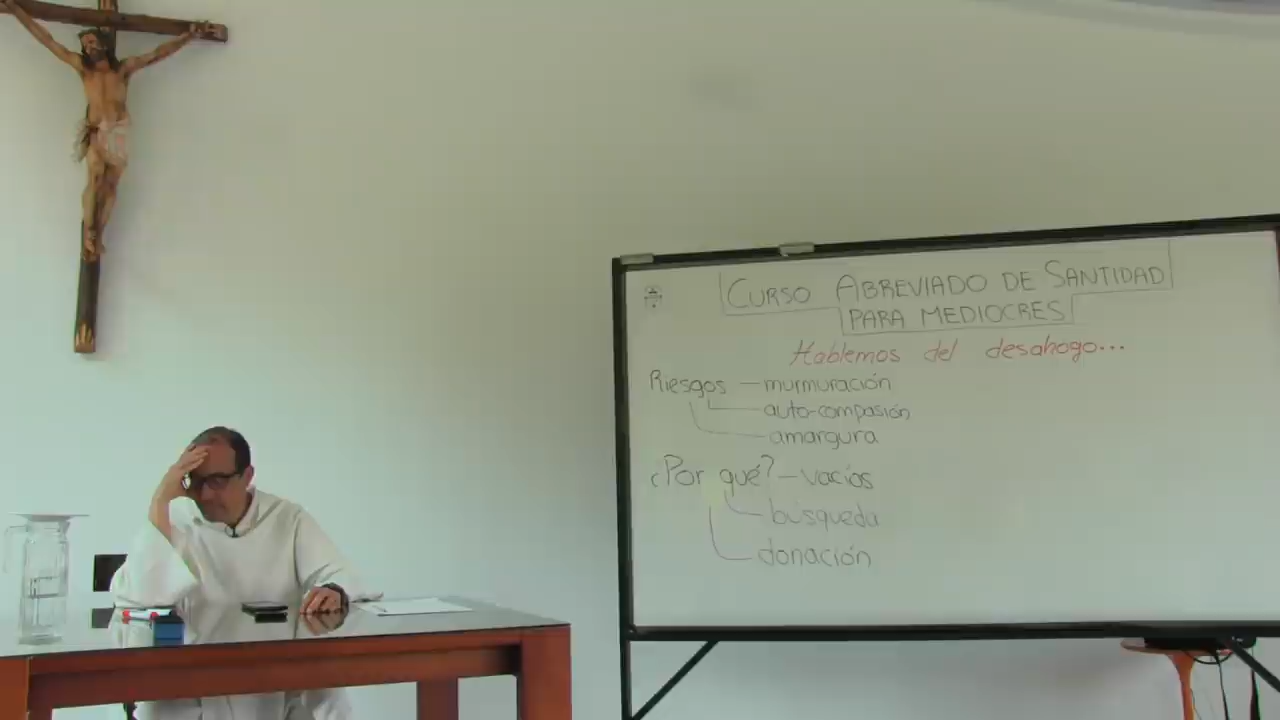 CURSO ABREVIADO DE SANTIDAD
PARA MEDIOCRES
Hablemos del desahogo...
Riesgos - murmuración
auto-compasión
amargura
¿Por qué? - vacíos
búsqueda
donación